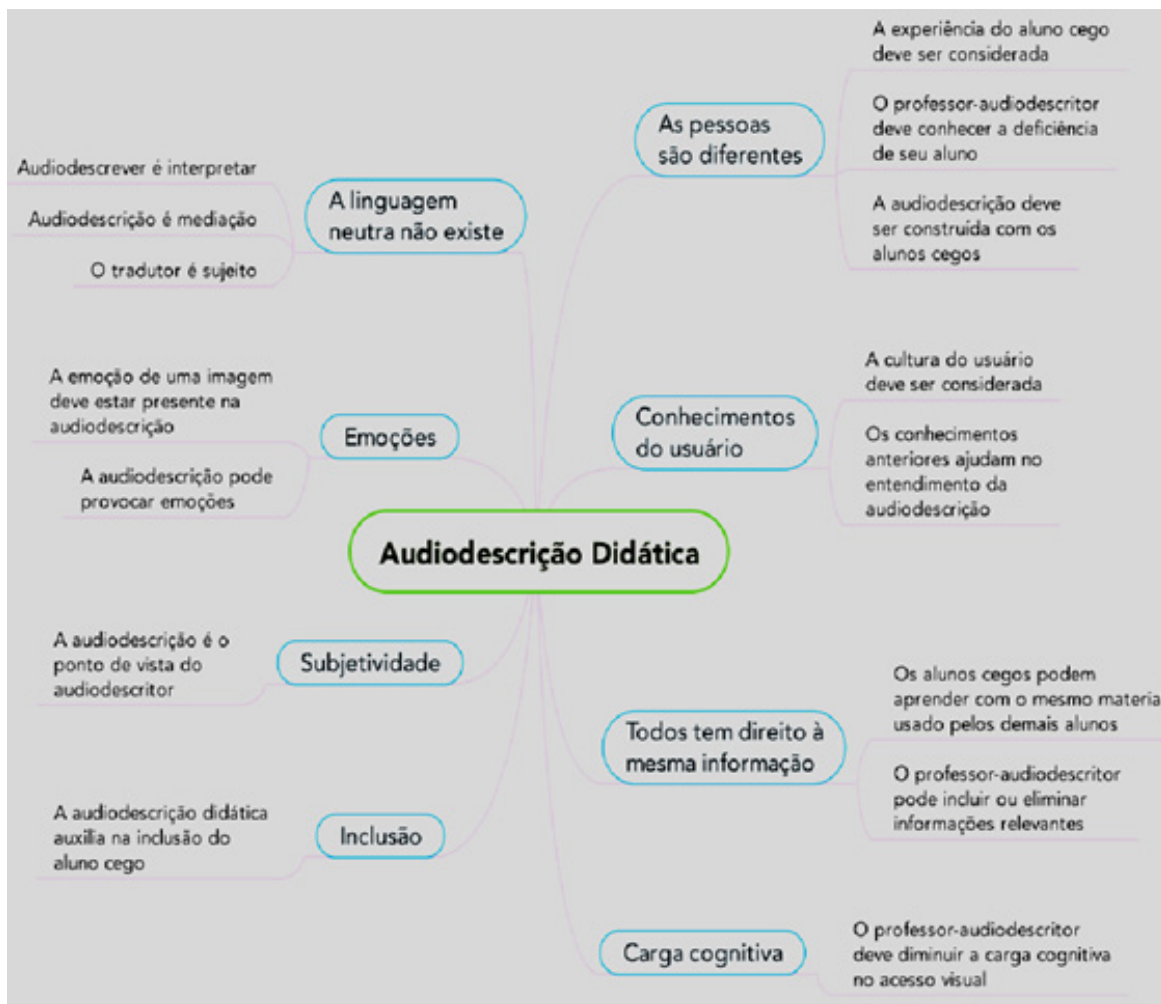 Audiodescrição Didática
A linguagem
neutra não existe
Audiodescrever é interpretar
Audiodescrição é mediação
O tradutor é sujeito
Emoções
A emoção de uma imagem
deve estar presente na
audiodescrição
A audiodescrição pode
provocar emoções
Subjetividade
A audiodescrição é o
ponto de vista do
audiodescritor
Inclusão
A audiodescrição didática
auxilia na inclusão do
aluno cego
As pessoas
são diferentes
A experiência do aluno cego
deve ser considerada
O professor-audiodescritor
deve conhecer a deficiência
de seu aluno
A audiodescrição deve
ser construída com os
alunos cegos
Conhecimentos
do usuário
A cultura do usuário
deve ser considerada
Os conhecimentos
anteriores ajudam no
entendimento da
audiodescrição
Todos tem direito à
mesma informação
Os alunos cegos podem
aprender com o mesmo materia
usado pelos demais alunos
O professor-audiodescritor
pode incluir ou eliminar
informações relevantes
Carga cognitiva
O professor-audiodescritor
deve diminuir a carga cognitiva
no acesso visual